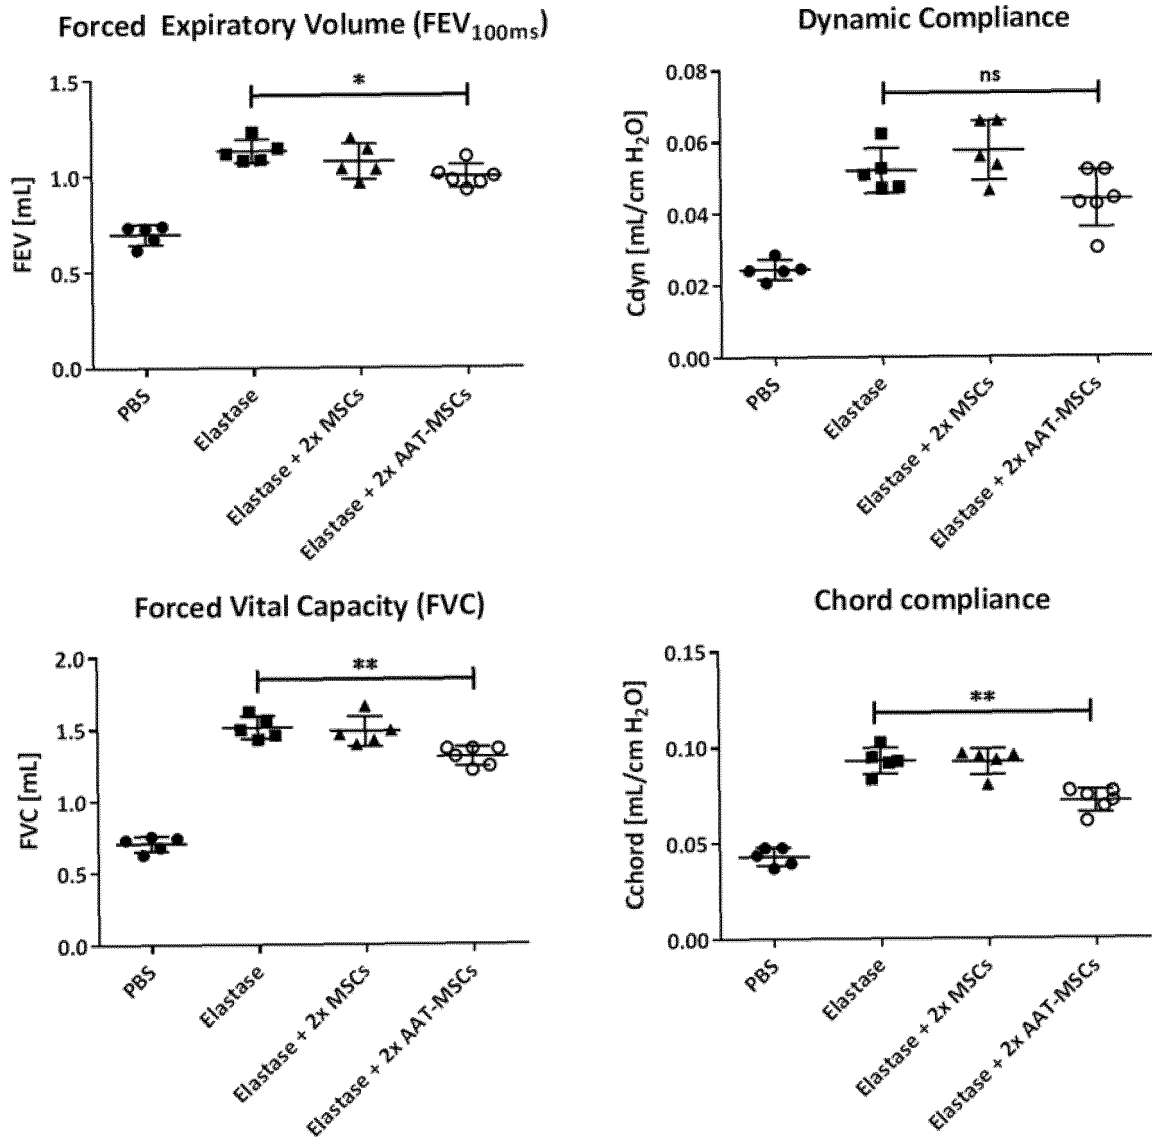 Forced Expiratory Volume (FEV100ms)
FEV [mL]
1.5
1.0
0.5
0.0
*
PBS
Elastase
Elastase + 2x MSCs
Elastase + 2x AAT-MSCs
Dynamic Compliance
Cdyn [mL/cm H2O]
0.08
0.06
0.04
0.02
0.00
ns
PBS
Elastase
Elastase + 2x MSCs
Elastase + 2x AAT-MSCs
Forced Vital Capacity (FVC)
FVC [mL]
2.0
1.5
1.0
0.5
0.0
**
PBS
Elastase
Elastase + 2x MSCs
Elastase + 2x AAT-MSCs
Chord compliance
Cchord [mL/cm H2O]
0.15
0.10
0.05
0.00
**
PBS
Elastase
Elastase + 2x MSCs
Elastase + 2x AAT-MSCs